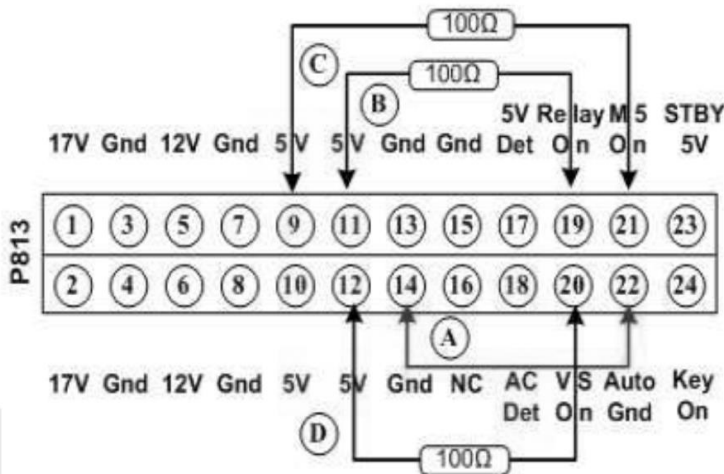 100Ω
C
100Ω
B
5V Relay M5 STBY
17V Gnd 12V Gnd 5V 5V Gnd Gnd Det On On 5V
P813
1 3 5 7 9 11 13 15 17 19 21 23
2 4 6 8 10 12 14 16 18 20 22 24
A
17V Gnd 12V Gnd 5V 5V Gnd NC AC VS Auto Key
Det On Gnd On
D
100Ω